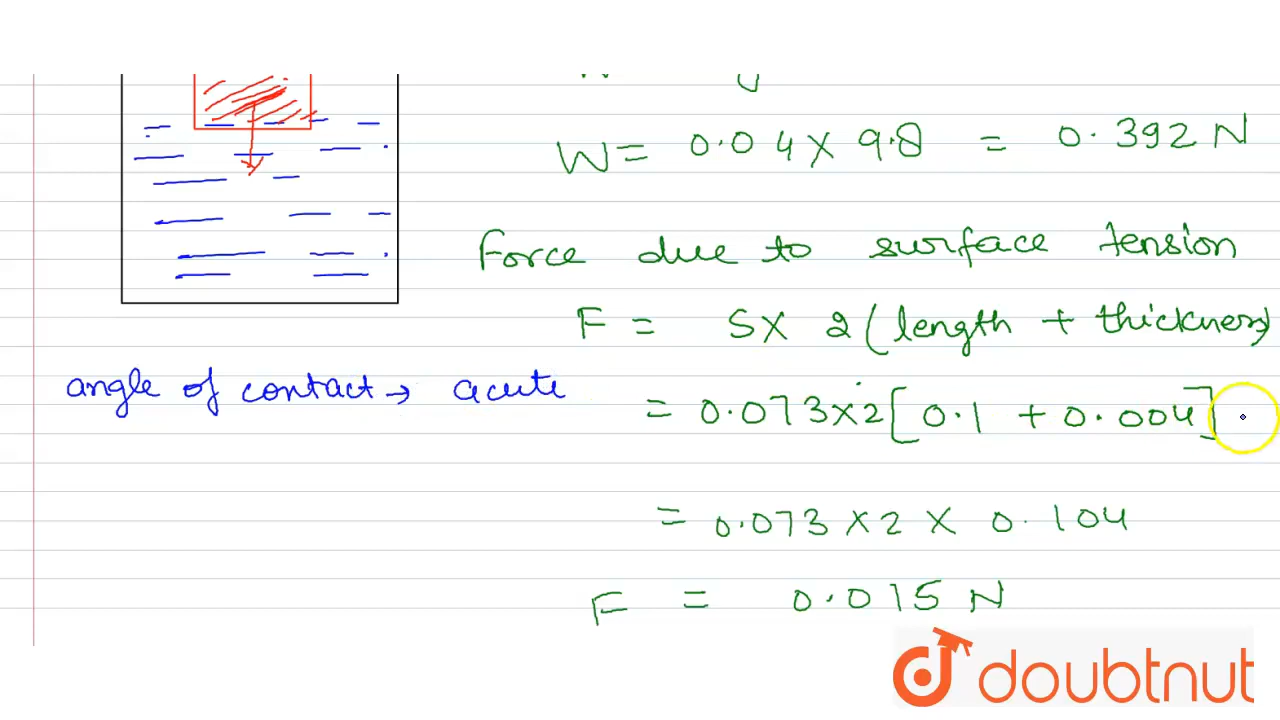 W = 0.04 X 9.8 = 0.392 N
Force due to surface tension
F = S X 2 (length + thickness)
angle of contact → acute
= 0.073 X 2 [0.1 + 0.004]
= 0.073 X 2 X 0.104
F = 0.015 N
doubtnut